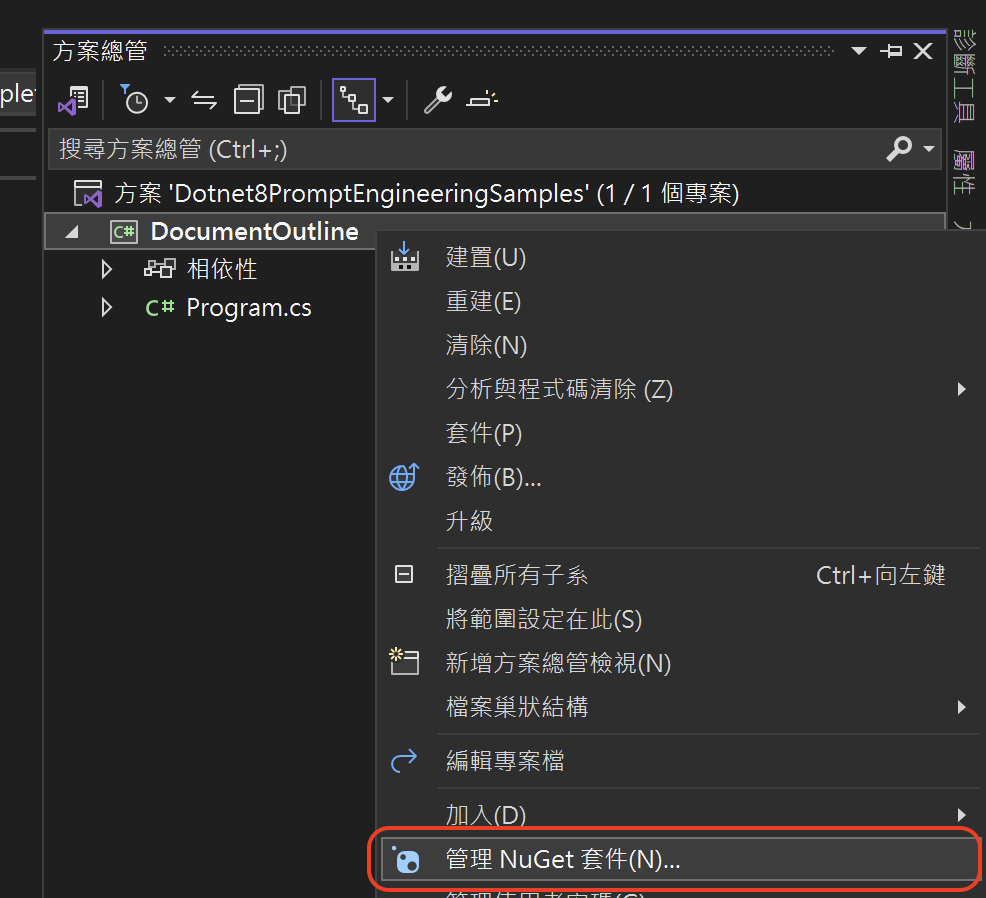 方案總管
ple
搜尋方案總管 (Ctrl+;)
方案 'Dotnet8PromptEngineeringSamples' (1 / 1 個專案)
C# DocumentOutline
相依性
C# Program.cs
建置(U)
重建(E)
清除(N)
分析與程式碼清除 (Z)
套件(P)
發佈(B)...
升級
摺疊所有子系 Ctrl+向左鍵
將範圍設定在此(S)
新增方案總管檢視(N)
檔案巢狀結構
編輯專案檔
加入(D)
管理 NuGet 套件(N)...
診斷工具
屬性